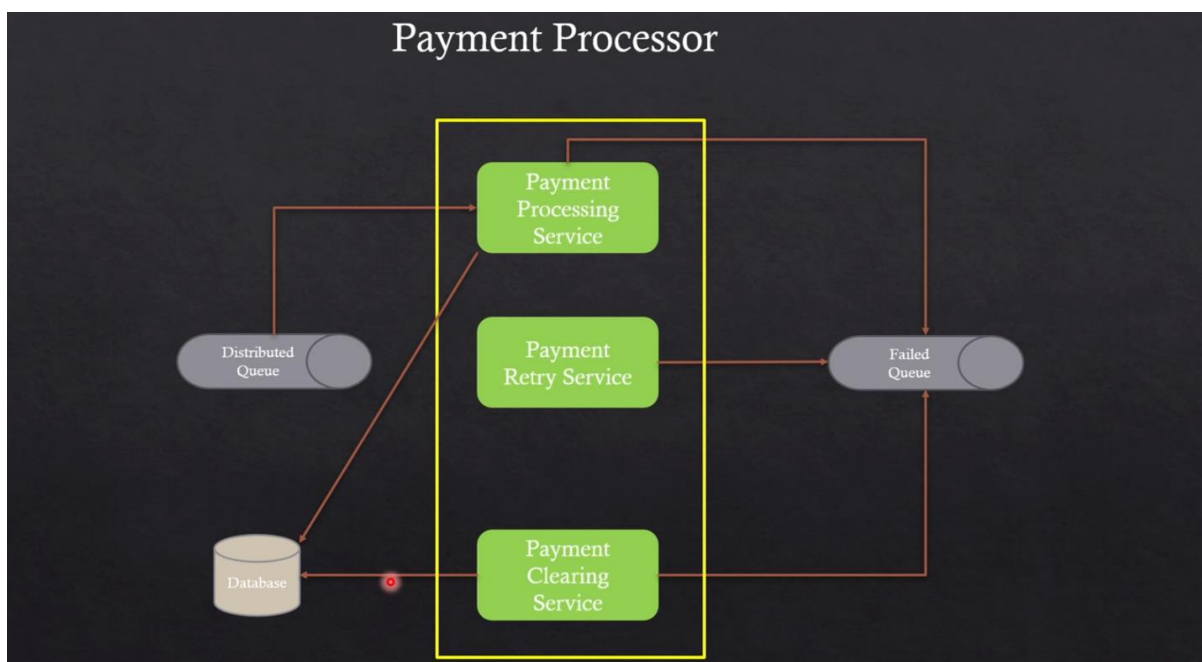 Payment Processor
Payment
Processing
Service
Distributed
Queue
Payment
Retry Service
Failed
Queue
Database
Payment
Clearing
Service